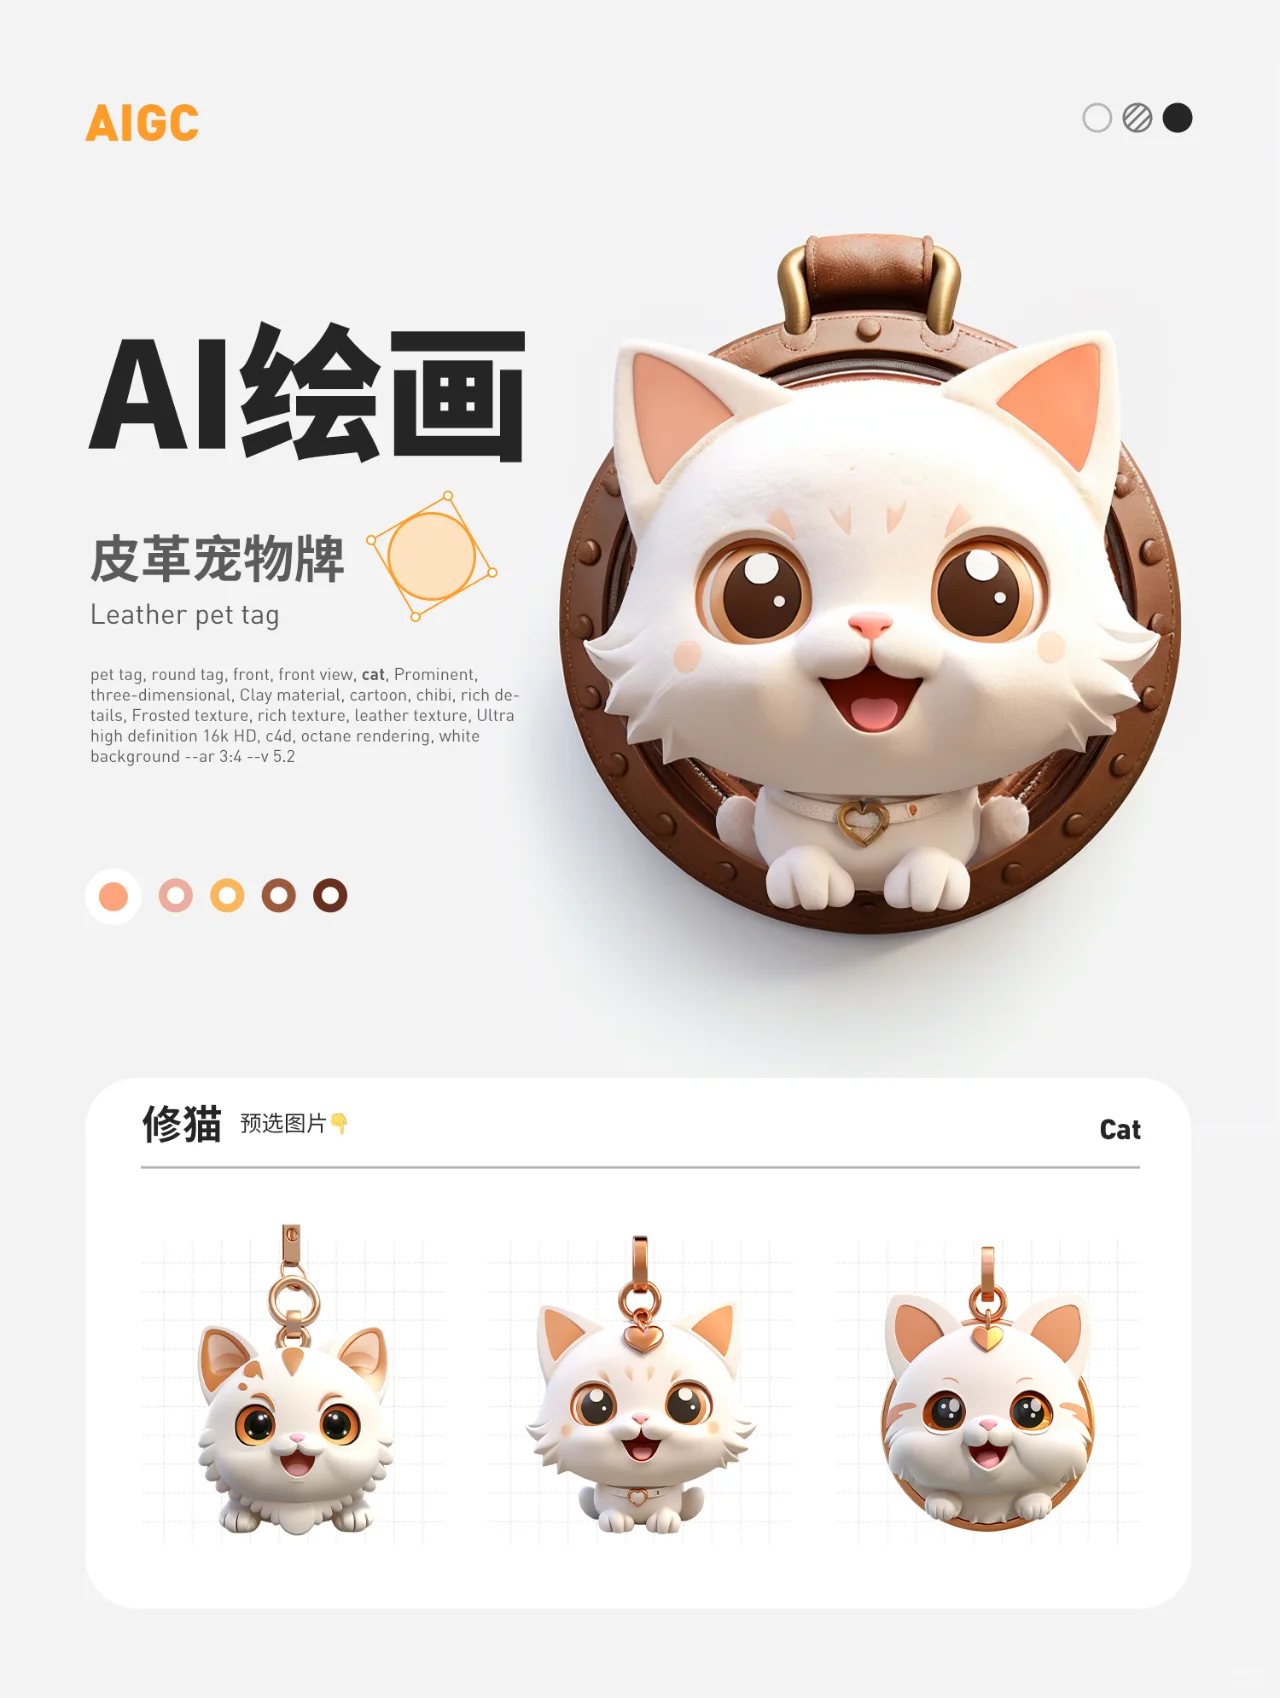 AIGC
AI绘画
皮革宠物牌
Leather pet tag
pet tag, round tag, front, front view, cat, Prominent,
three-dimensional, Clay material, cartoon, chibi, rich de-
tails, Frosted texture, rich texture, leather texture, Ultra
high definition 16k HD, c4d, octane rendering, white
background --ar 3:4 --v 5.2
修猫 预选图片👇
Cat